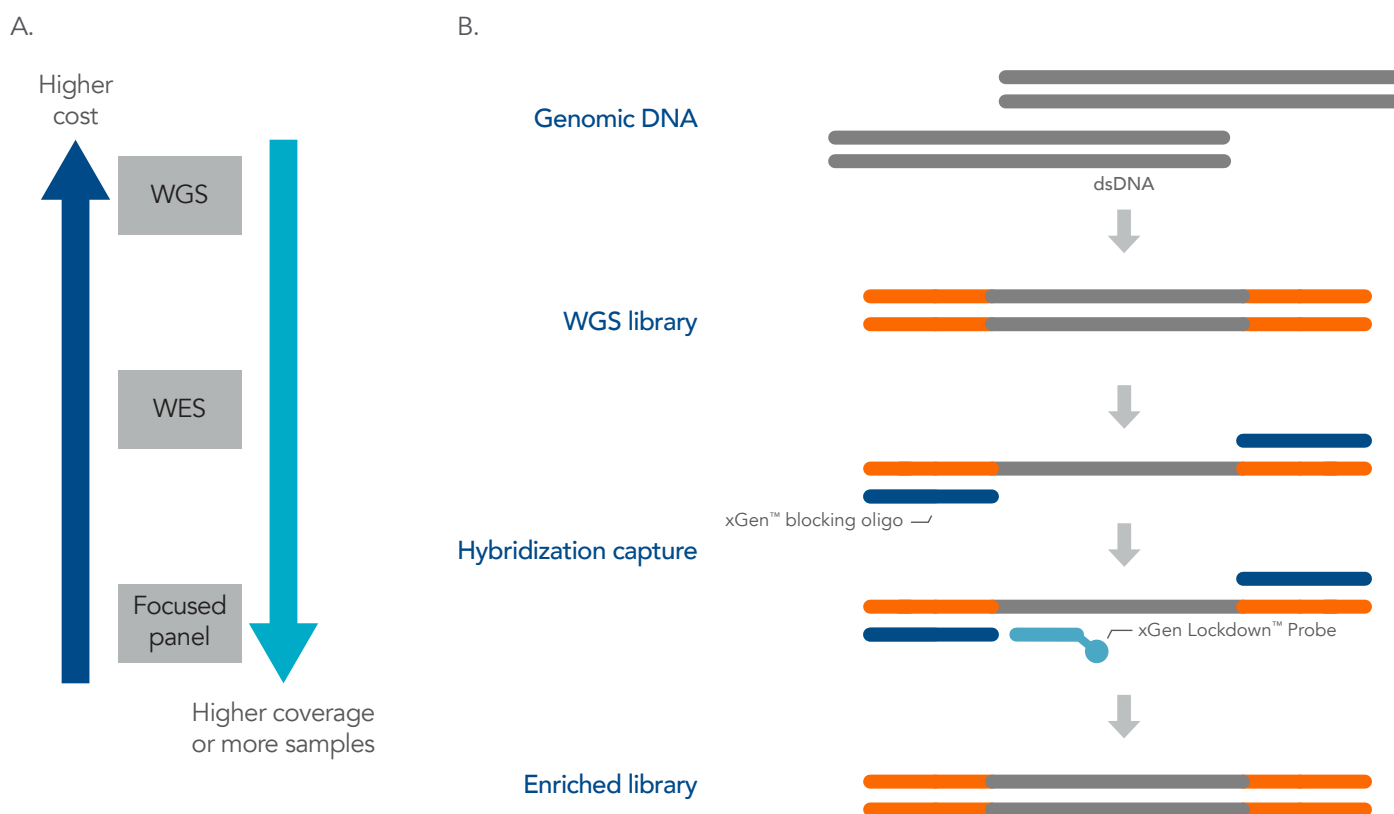 A.
Higher
cost
WGS
WES
Focused
panel
Higher coverage
or more samples
B.
Genomic DNA
dsDNA
WGS library
xGen™ blocking oligo
Hybridization capture
xGen Lockdown™ Probe
Enriched library